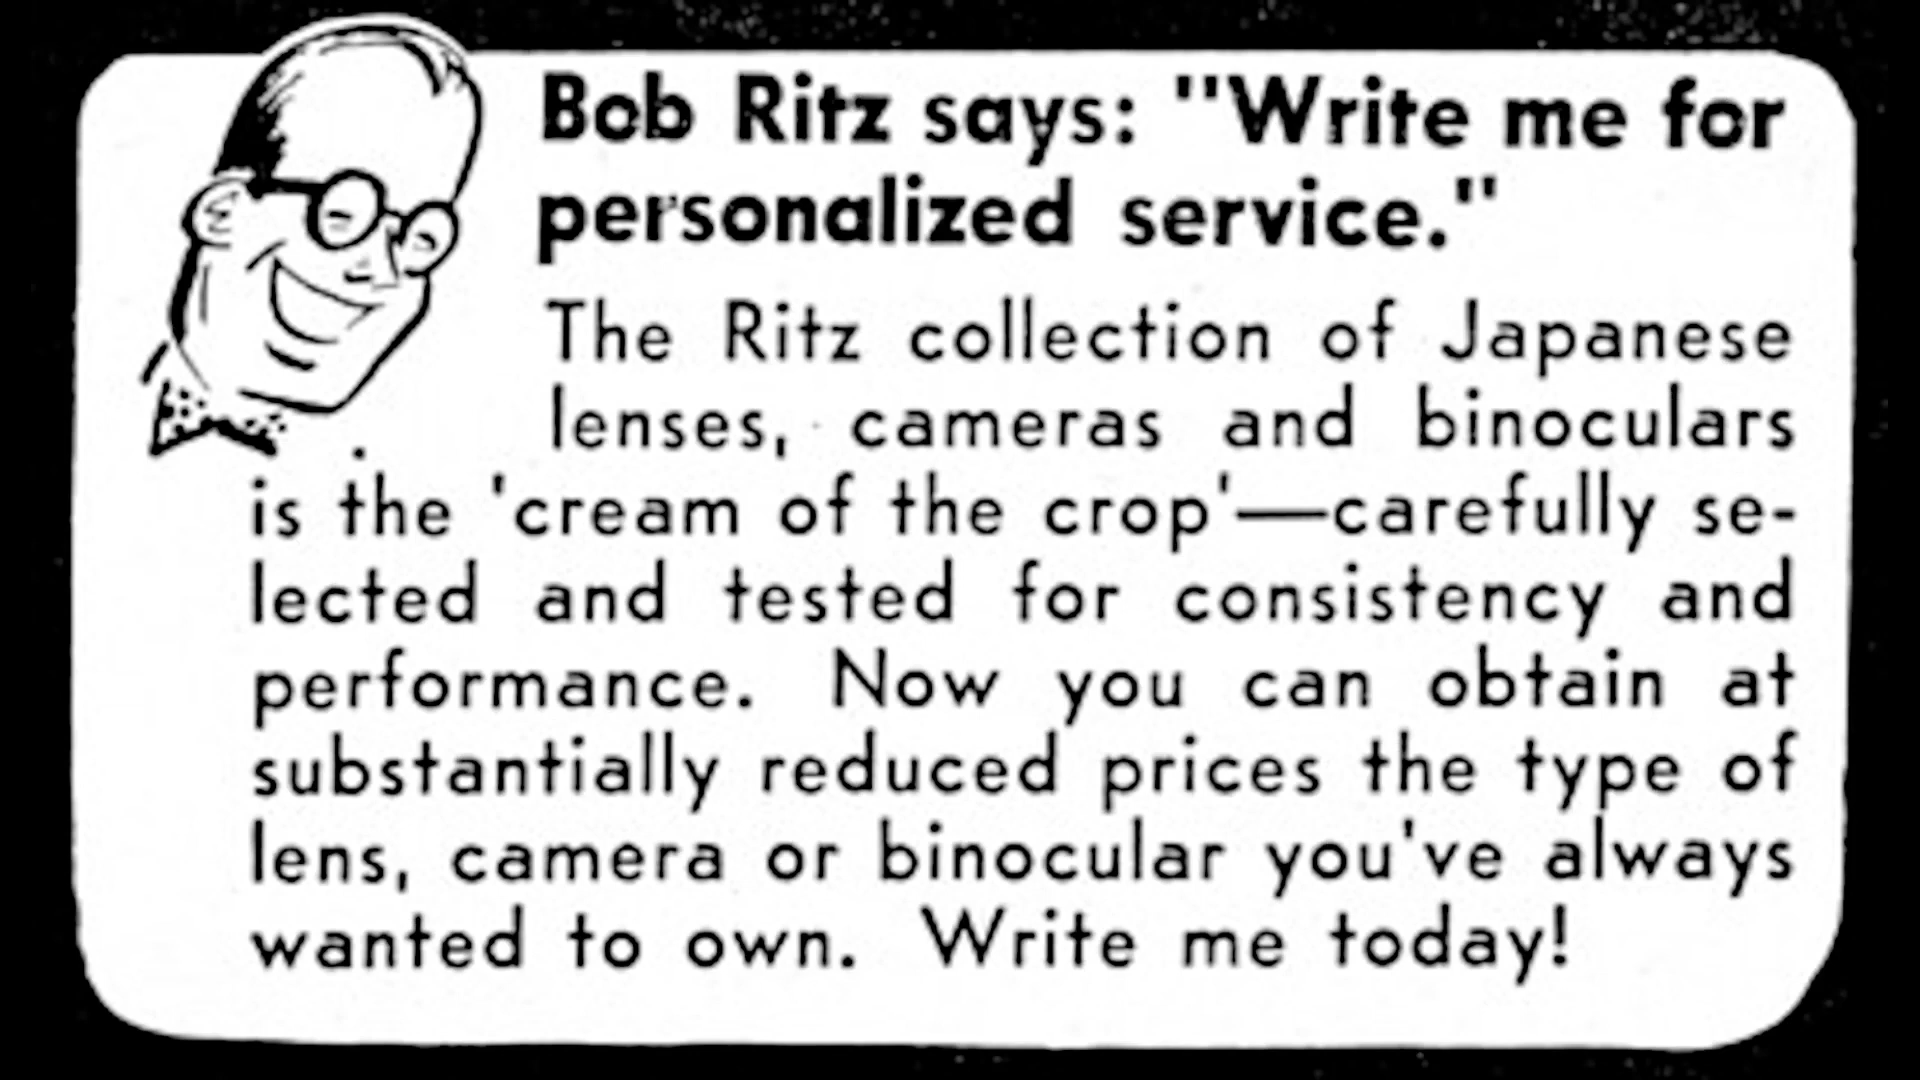 Bob Ritz says: "Write me for
personalized service."
The Ritz collection of Japanese
lenses, cameras and binoculars
is the 'cream of the crop'—carefully se-
lected and tested for consistency and
performance. Now you can obtain at
substantially reduced prices the type of
lens, camera or binocular you've always
wanted to own. Write me today!